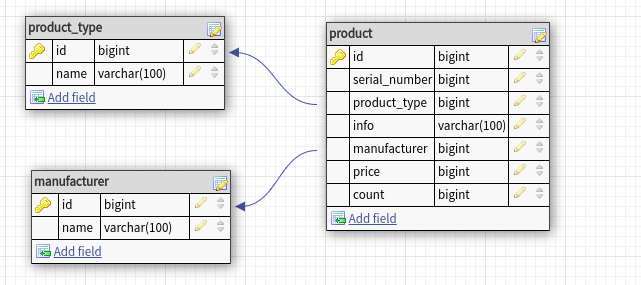 product_type
id bigint
name varchar(100)
Add field
product
id bigint
serial_number bigint
product_type bigint
info varchar(100)
manufacturer bigint
price bigint
count bigint
Add field
manufacturer
id bigint
name varchar(100)
Add field